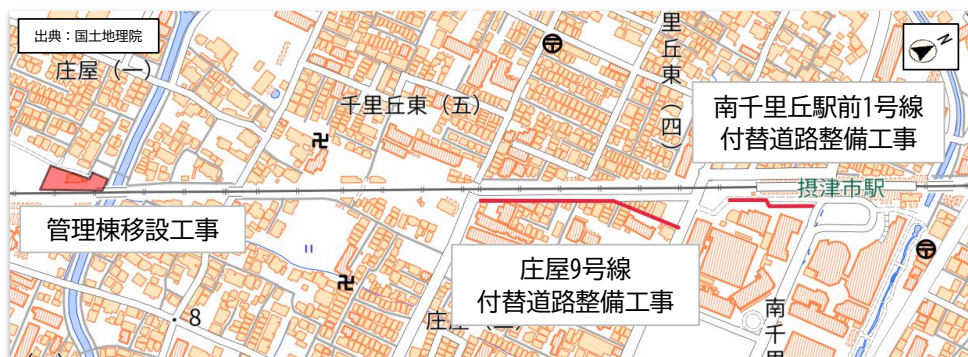 出典：国土地理院
N
庄屋（一）
千里丘東（五）
里丘東（四）
南千里丘駅前1号線
付替道路整備工事
摂津市駅
管理棟移設工事
庄屋9号線
付替道路整備工事
8
南千里